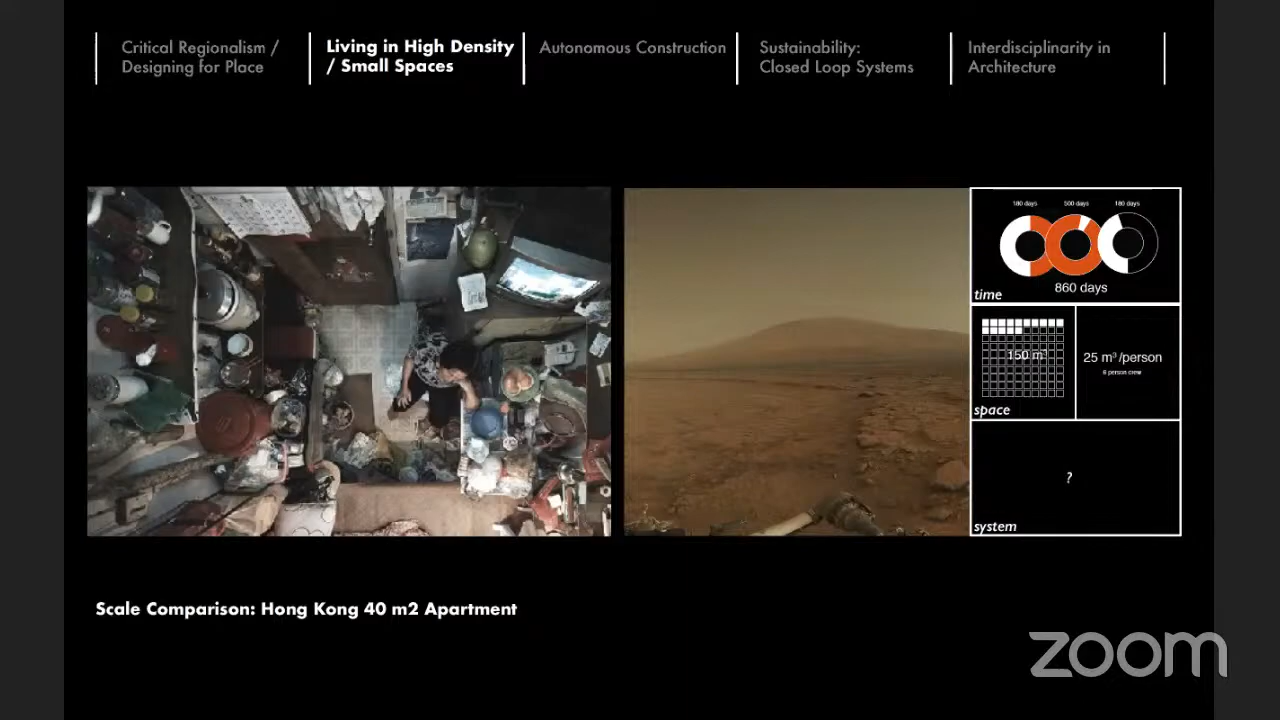 Critical Regionalism /
Designing for Place
Living in High Density
/ Small Spaces
Autonomous Construction
Sustainability:
Closed Loop Systems
Interdisciplinarity in
Architecture
180 days
500 days
180 days
860 days
time
150 m³
space
25 m³/person
6 person crew
?
system
Scale Comparison: Hong Kong 40 m2 Apartment
zoom